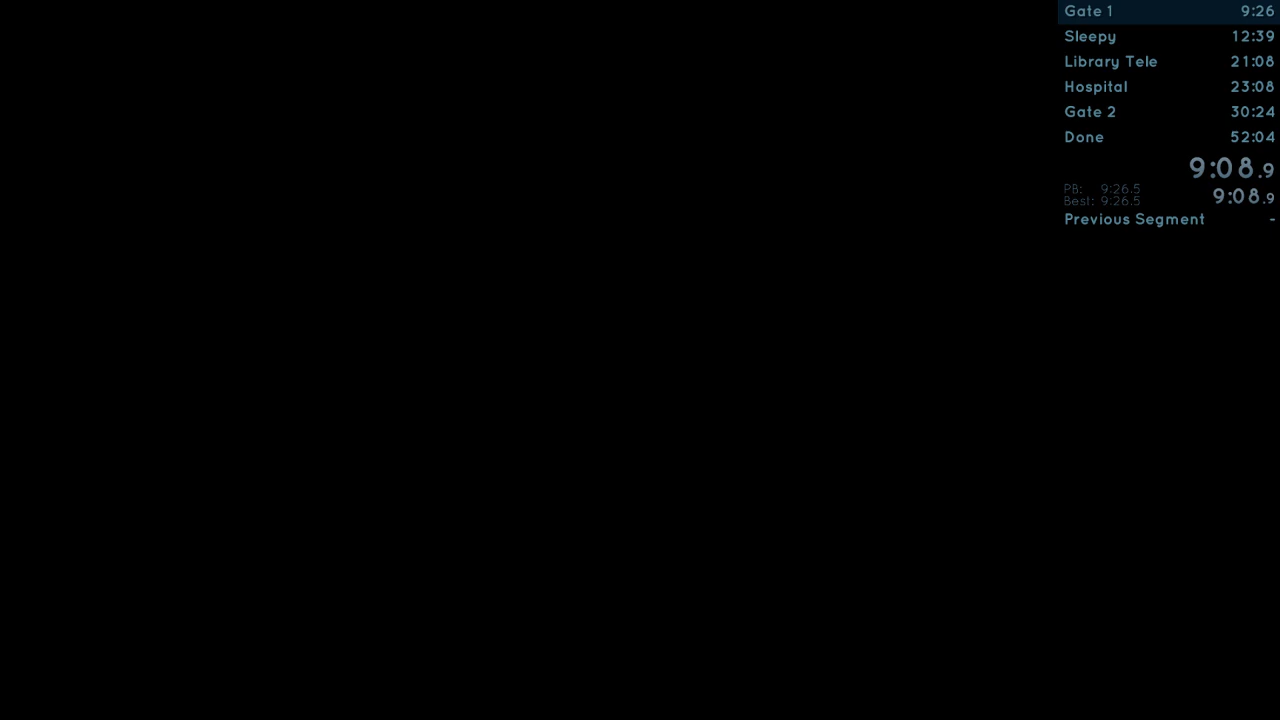 Gate 1 9:26
Sleepy 12:39
Library Tele 21:08
Hospital 23:08
Gate 2 30:24
Done 52:04
9:08.9
PB: 9:26.5
Best: 9:26.5 9:08.9
Previous Segment -